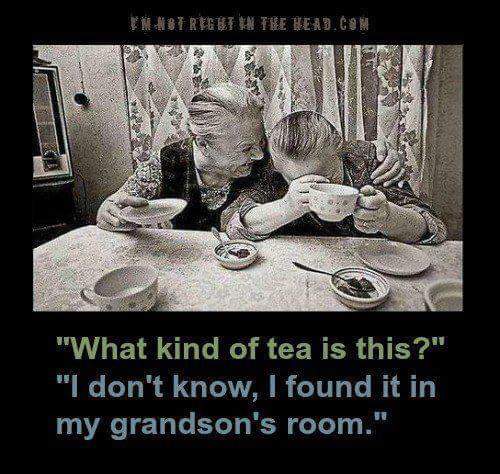 I'M NOT RIGHT IN THE HEAD.COM
"What kind of tea is this?"
"I don't know, I found it in
my grandson's room."